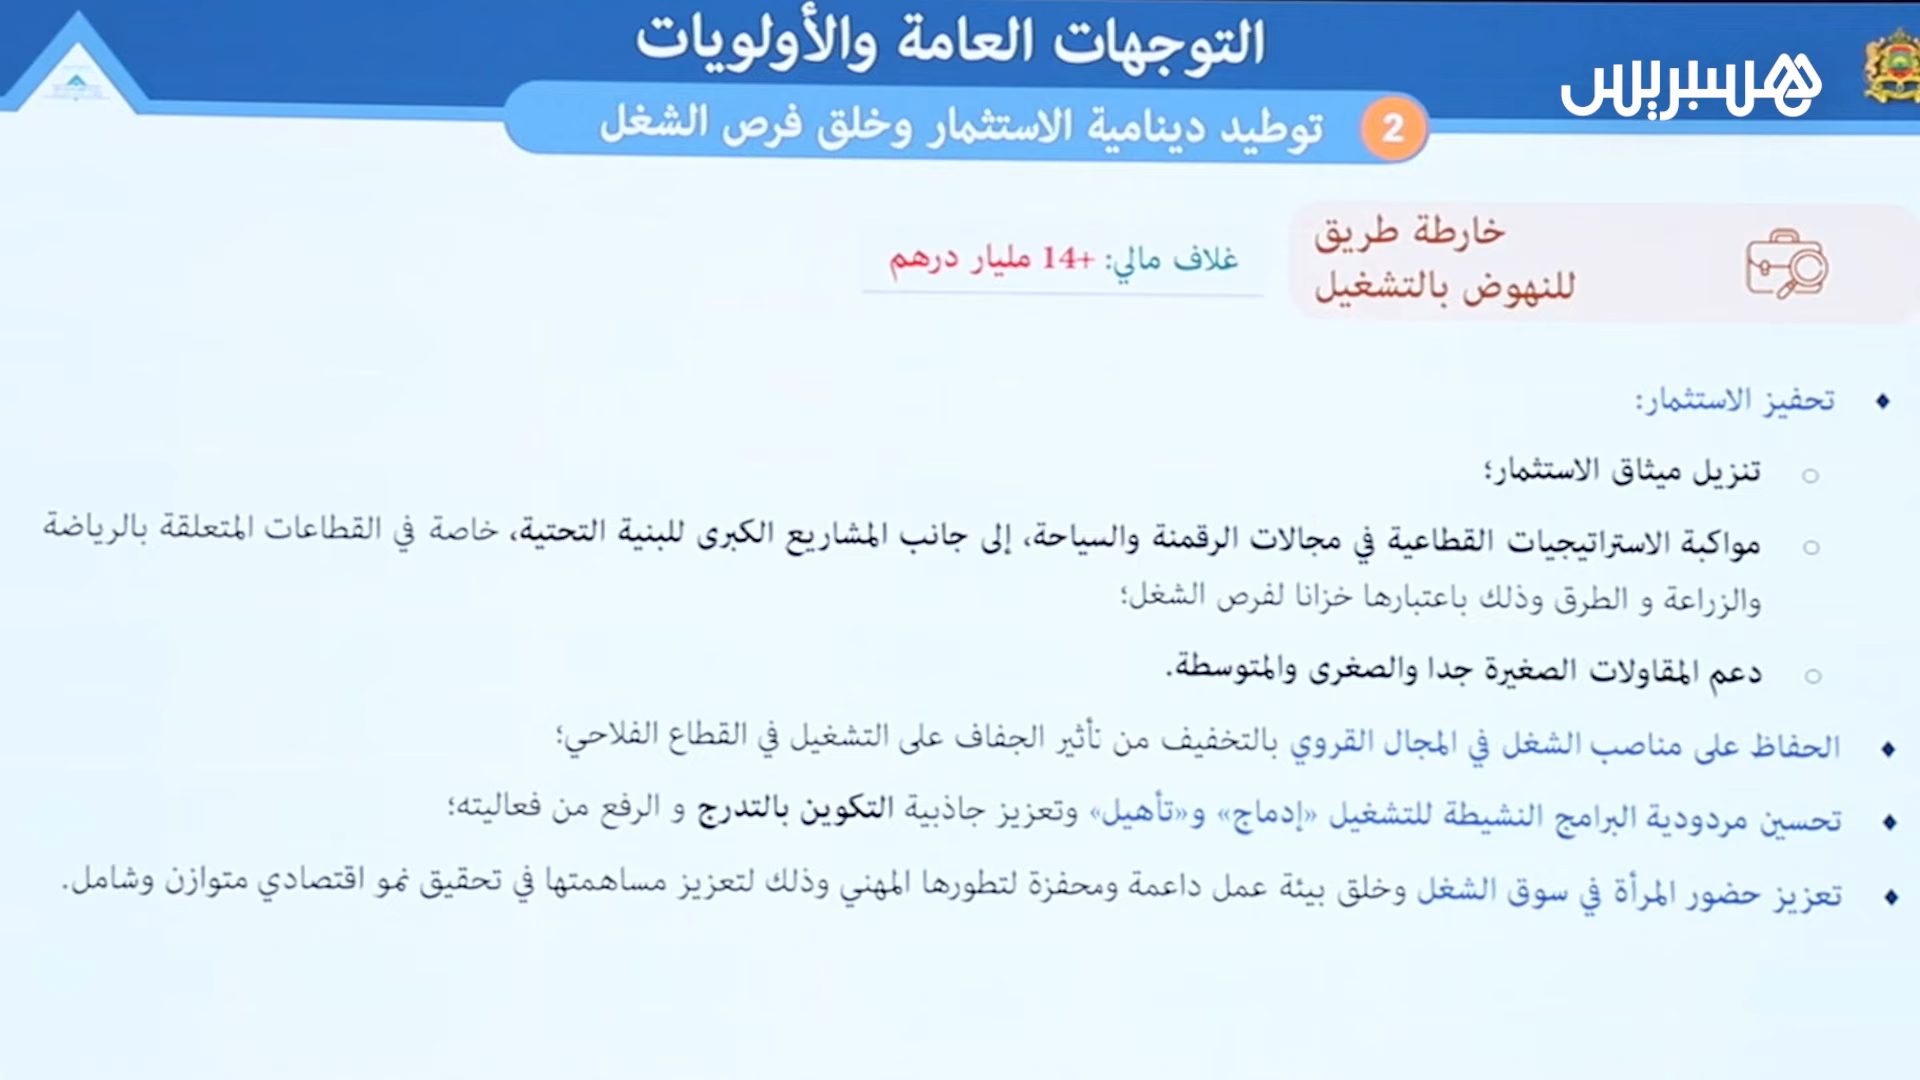 التوجهات العامة والأولويات
هسبريس
2 توطيد دينامية الاستثمار وخلق فرص الشغل
خارطة طريق
للنهوض بالتشغيل
غلاف مالي: +14 مليار درهم
تحفيز الاستثمار:
تنزيل ميثاق الاستثمار؛
مواكبة الاستراتيجيات القطاعية في مجالات الرقمنة والسياحة، إلى جانب المشاريع الكبرى للبنية التحتية، خاصة في القطاعات المتعلقة بالرياضة
والزراعة و الطرق وذلك باعتبارها خزانا لفرص الشغل؛
دعم المقاولات الصغيرة جدا والصغرى والمتوسطة.
الحفاظ على مناصب الشغل في المجال القروي بالتخفيف من تأثير الجفاف على التشغيل في القطاع الفلاحي؛
تحسين مردودية البرامج النشيطة للتشغيل «إدماج» و«تأهيل» وتعزيز جاذبية التكوين بالتدرج و الرفع من فعاليته؛
تعزيز حضور المرأة في سوق الشغل وخلق بيئة عمل داعمة ومحفزة لتطورها المهني وذلك لتعزيز مساهمتها في تحقيق نمو اقتصادي متوازن وشامل.